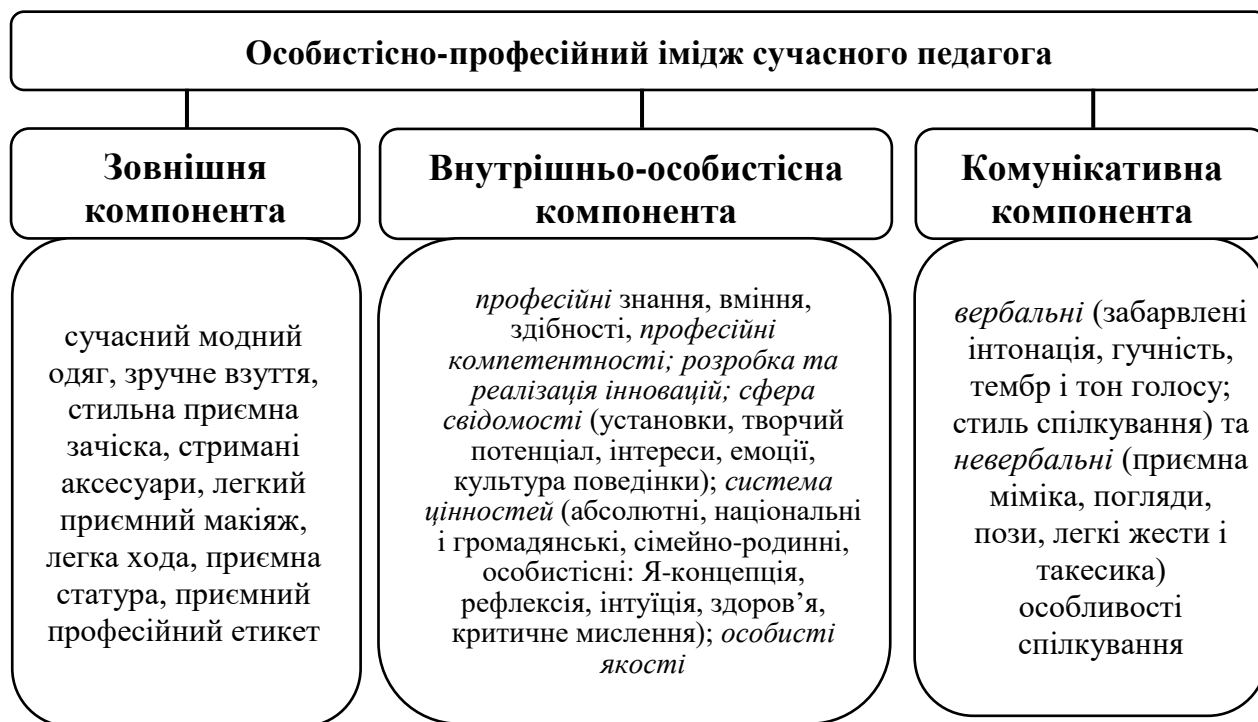 Особистісно-професійний імідж сучасного педагога
Зовнішня
компонента
сучасний модний
одяг, зручне взуття,
стильна приємна
зачіска, стримані
аксесуари, легкий
приємний макіяж,
легка хода, приємна
статура, приємний
професійний етикет
Внутрішньо-особистісна
компонента
професійні знання, вміння,
здібності, професійні
компетентності; розробка та
реалізація інновацій; сфера
свідомості (установки, творчий
потенціал, інтереси, емоції,
культура поведінки); система
цінностей (абсолютні, національні
і громадянські, сімейно-родинні,
особистісні: Я-концепція,
рефлексія, інтуїція, здоров’я,
критичне мислення); особисті
якості
Комунікативна
компонента
вербальні (забарвлені
інтонація, гучність,
тембр і тон голосу;
стиль спілкування) та
невербальні (приємна
міміка, погляди,
пози, легкі жести і
такесика)
особливості
спілкування